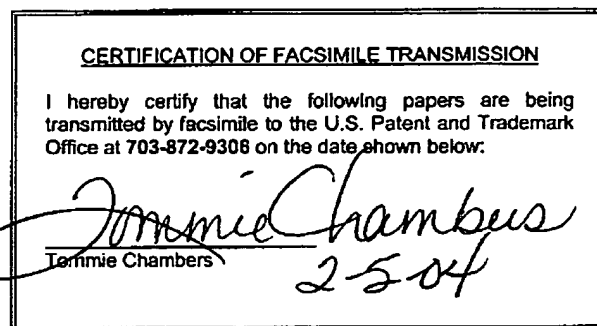 CERTIFICATION OF FACSIMILE TRANSMISSION
I hereby certify that the following papers are being
transmitted by facsimile to the U.S. Patent and Trademark
Office at 703-872-9306 on the date shown below:
Tommie Chambers
Tommie Chambers
2-5-04